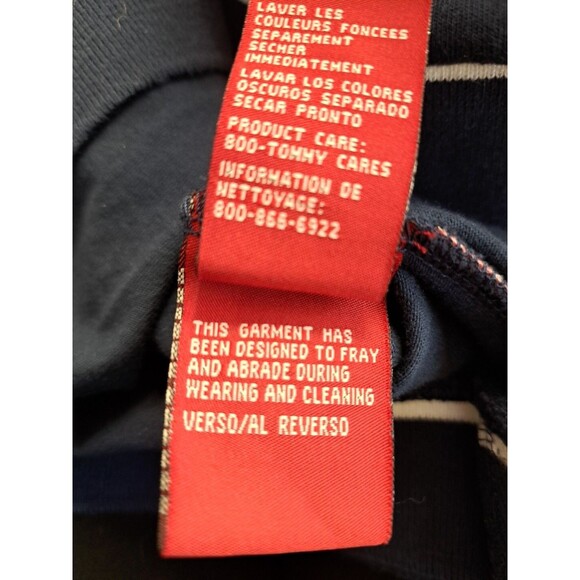 LAVER LES
COULEURS FONCEES
SEPAREMENT
SECHER
IMMEDIATEMENT
LAVAR LOS COLORES
OSCUROS SEPARADO
SECAR PRONTO
PRODUCT CARE:
800-TOMMY CARES
INFORMATION DE
NETTOYAGE:
800-866-6922
THIS GARMENT HAS
BEEN DESIGNED TO FRAY
AND ABRADE DURING
WEARING AND CLEANING
VERSO/AL REVERSO